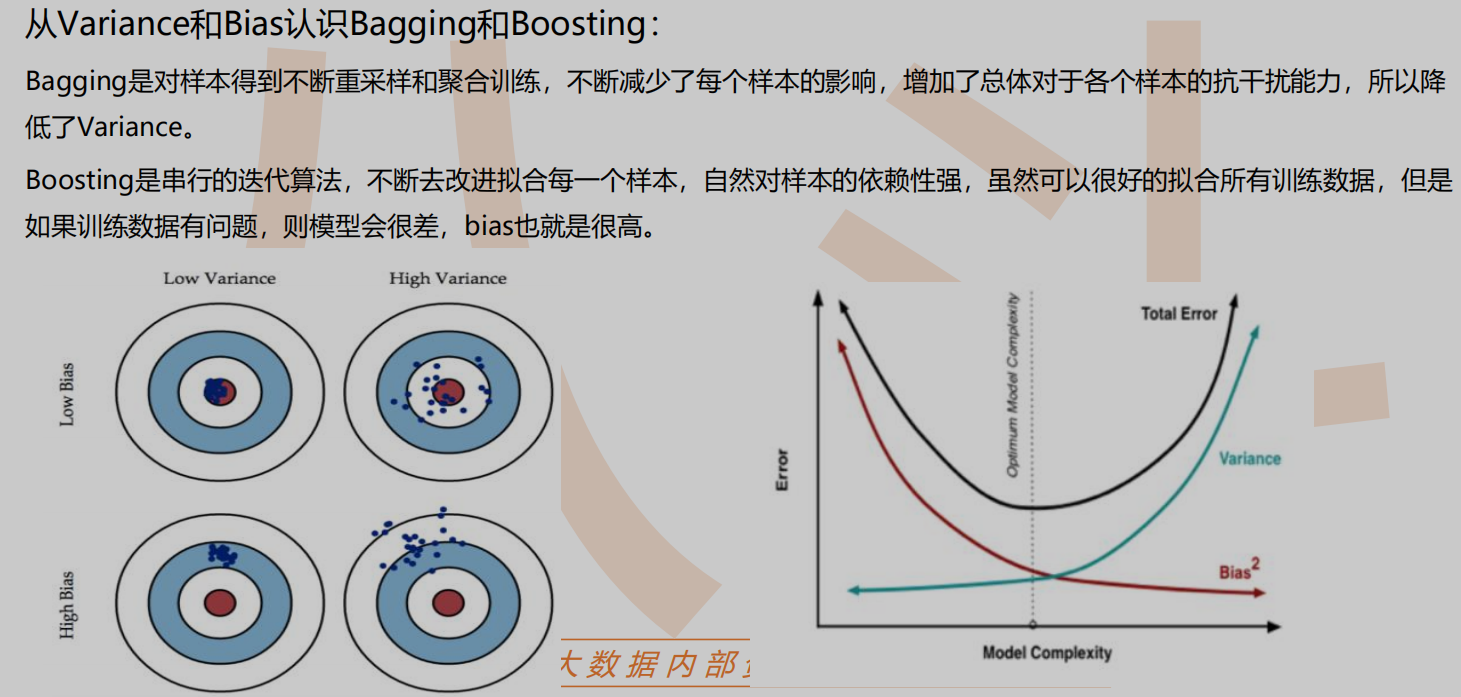 从Variance和Bias认识Bagging和Boosting：
Bagging是对样本得到不断重采样和聚合训练，不断减少了每个样本的影响，增加了总体对于各个样本的抗干扰能力，所以降
低了Variance。
Boosting是串行的迭代算法，不断去改进拟合每一个样本，自然对样本的依赖性强，虽然可以很好的拟合所有训练数据，但是
如果训练数据有问题，则模型会很差，bias也就是很高。
Low Variance
High Variance
Low Bias
High Bias
Total Error
Optimum Model Complexity
Variance
Error
Bias²
Model Complexity
大数据内部